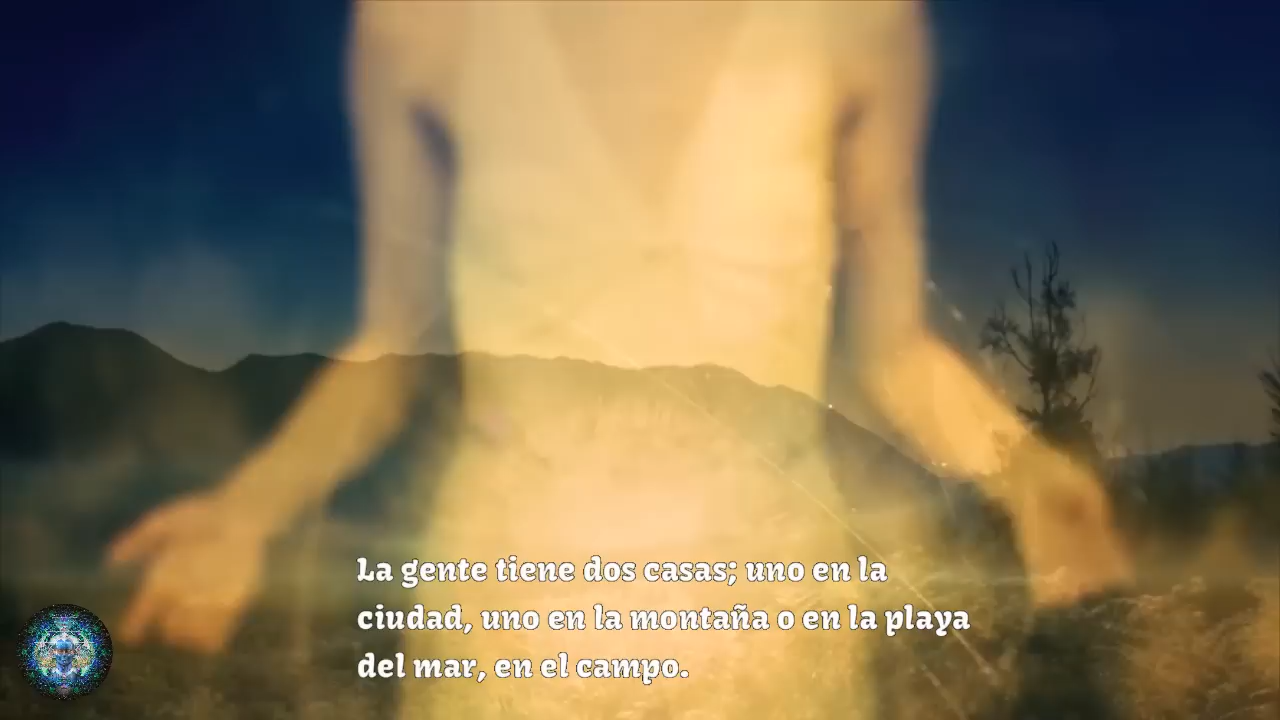 La gente tiene dos casas; uno en la
ciudad, uno en la montaña o en la playa
del mar, en el campo.